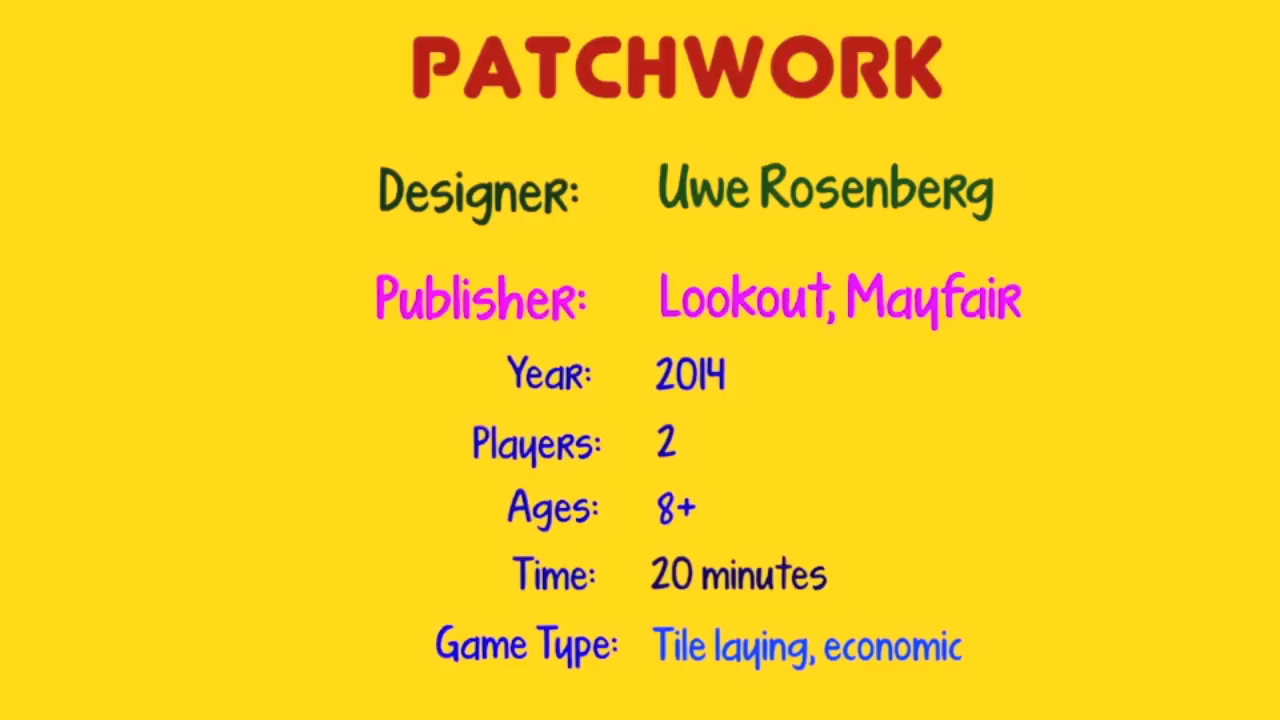 PATCHWORK
Designer: Uwe Rosenberg
Publisher: Lookout, Mayfair
Year: 2014
Players: 2
Ages: 8+
Time: 20 minutes
Game Type: Tile laying, economic